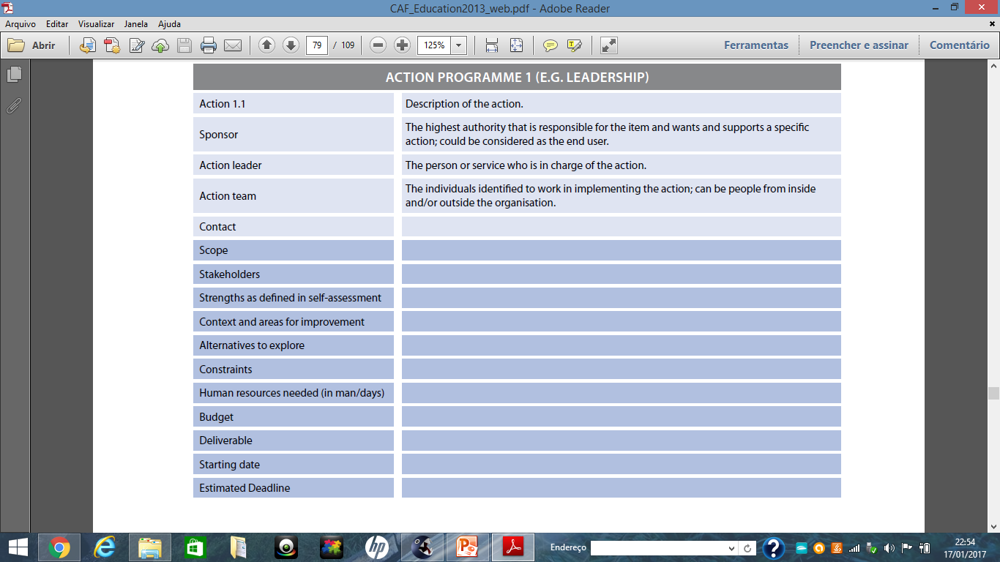 CAF_Education2013_web.pdf - Adobe Reader
Arquivo Editar Visualizar Janela Ajuda
Abrir 79 / 109 125% Ferramentas Preencher e assinar Comentário
ACTION PROGRAMME 1 (E.G. LEADERSHIP)
Action 1.1 Description of the action.
Sponsor The highest authority that is responsible for the item and wants and supports a specific
action; could be considered as the end user.
Action leader The person or service who is in charge of the action.
Action team The individuals identified to work in implementing the action; can be people from inside
and/or outside the organisation.
Contact
Scope
Stakeholders
Strengths as defined in self-assessment
Context and areas for improvement
Alternatives to explore
Constraints
Human resources needed (in man/days)
Budget
Deliverable
Starting date
Estimated Deadline
Endereço 22:54
17/01/2017